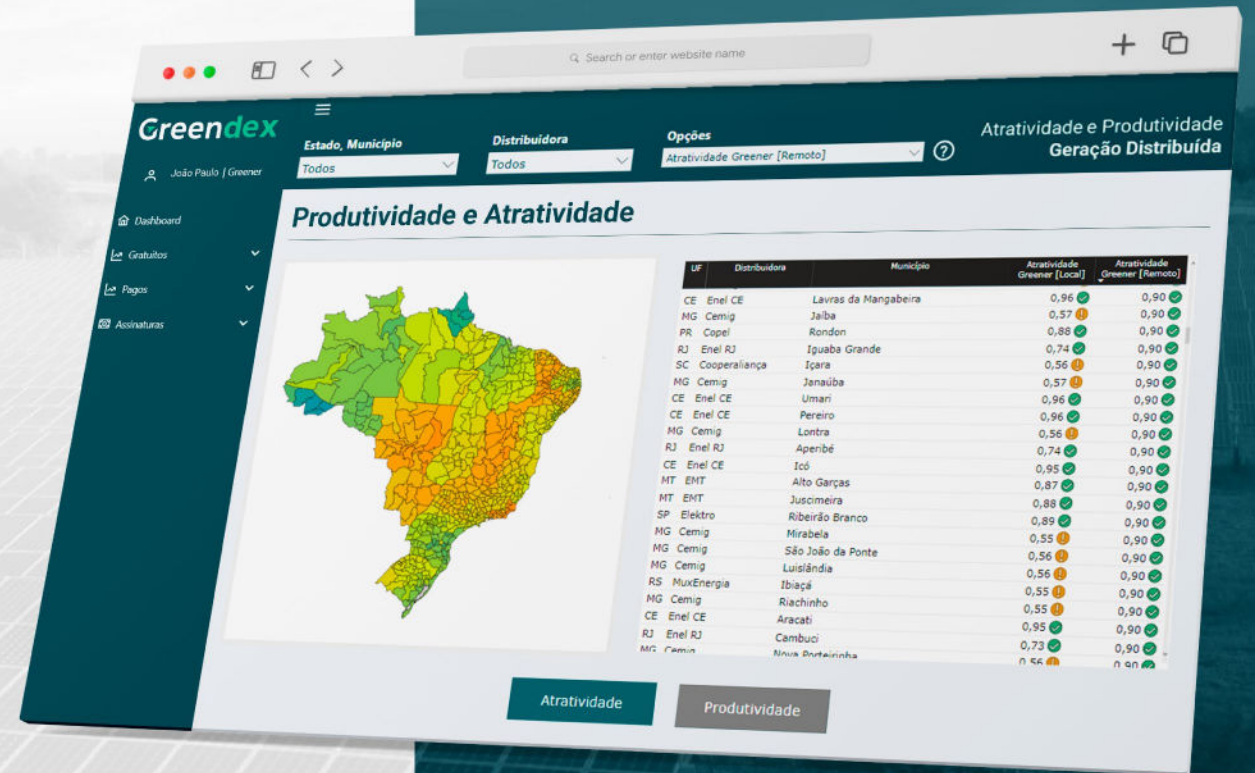 Search or enter website name
Greendex
João Paulo | Greener
Dashboard
Gratuitos
Pagos
Assinaturas
Estado, Município
Todos
Distribuidora
Todos
Opções
Atratividade Greener [Remoto]
?
Atratividade e Produtividade
Geração Distribuída
Produtividade e Atratividade
UF Distribuidora Município Atratividade Greener [Local] Atratividade Greener [Remoto]
CE Enel CE Lavras da Mangabeira 0,96 0,90
MG Cemig Jaíba 0,57 0,90
PR Copel Rondon 0,88 0,90
RJ Enel RJ Iguaba Grande 0,74 0,90
SC Cooperaliança Içara 0,56 0,90
MG Cemig Janaúba 0,57 0,90
CE Enel CE Umari 0,96 0,90
CE Enel CE Pereiro 0,96 0,90
MG Cemig Lontra 0,56 0,90
RJ Enel RJ Aperibé 0,74 0,90
CE Enel CE Icó 0,95 0,90
MT EMT Alto Garças 0,87 0,90
MT EMT Juscimeira 0,88 0,90
SP Elektro Ribeirão Branco 0,89 0,90
MG Cemig Mirabela 0,55 0,90
MG Cemig São João da Ponte 0,56 0,90
MG Cemig Luislândia 0,56 0,90
RS MuxEnergia Ibiaçá 0,55 0,90
MG Cemig Riachinho 0,55 0,90
CE Enel CE Aracati 0,95 0,90
RJ Enel RJ Cambuci 0,73 0,90
MG Cemig Nova Porteirinha 0,56 0,90
Atratividade
Produtividade